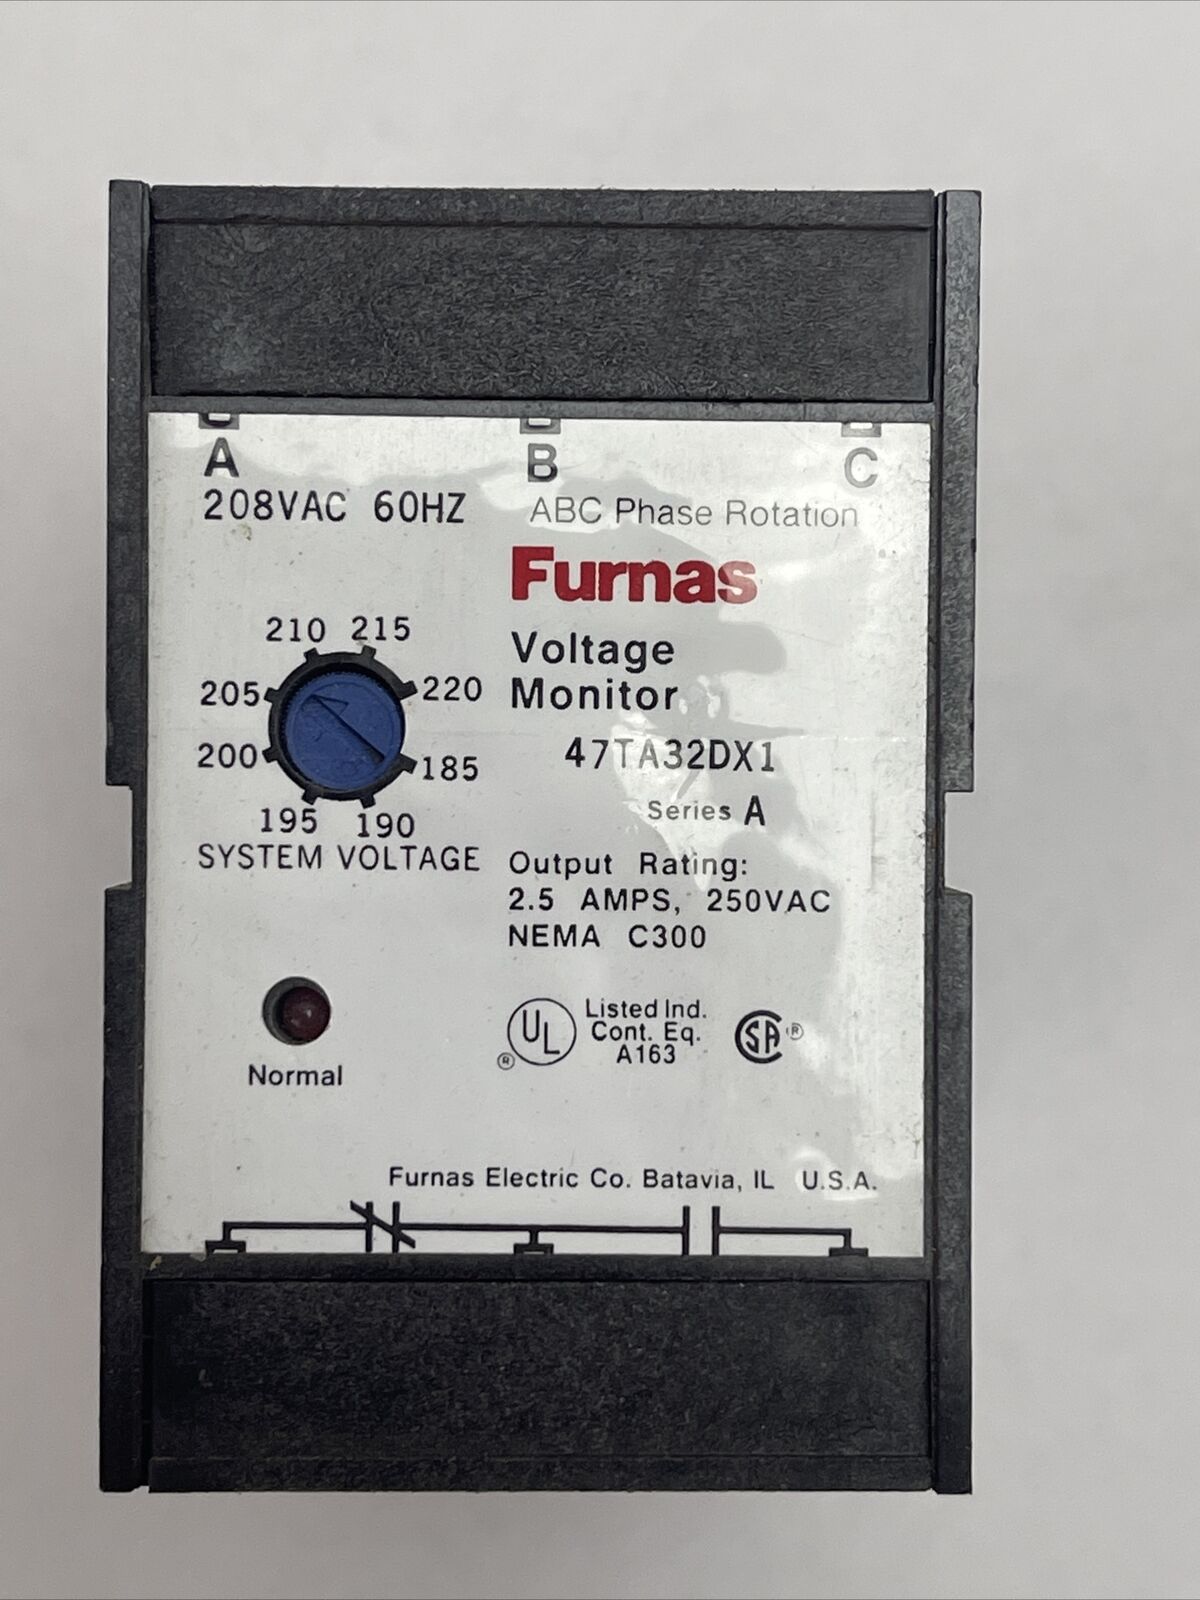 A B C
208VAC 60HZ ABC Phase Rotation
Furnas
Voltage
Monitor
47TA32DX1
Series A
210 215
205 220
200 185
195 190
SYSTEM VOLTAGE
Output Rating:
2.5 AMPS, 250VAC
NEMA C300
Normal
UL ®
Listed Ind.
Cont. Eq.
A163
SA ®
Furnas Electric Co. Batavia, IL U.S.A.